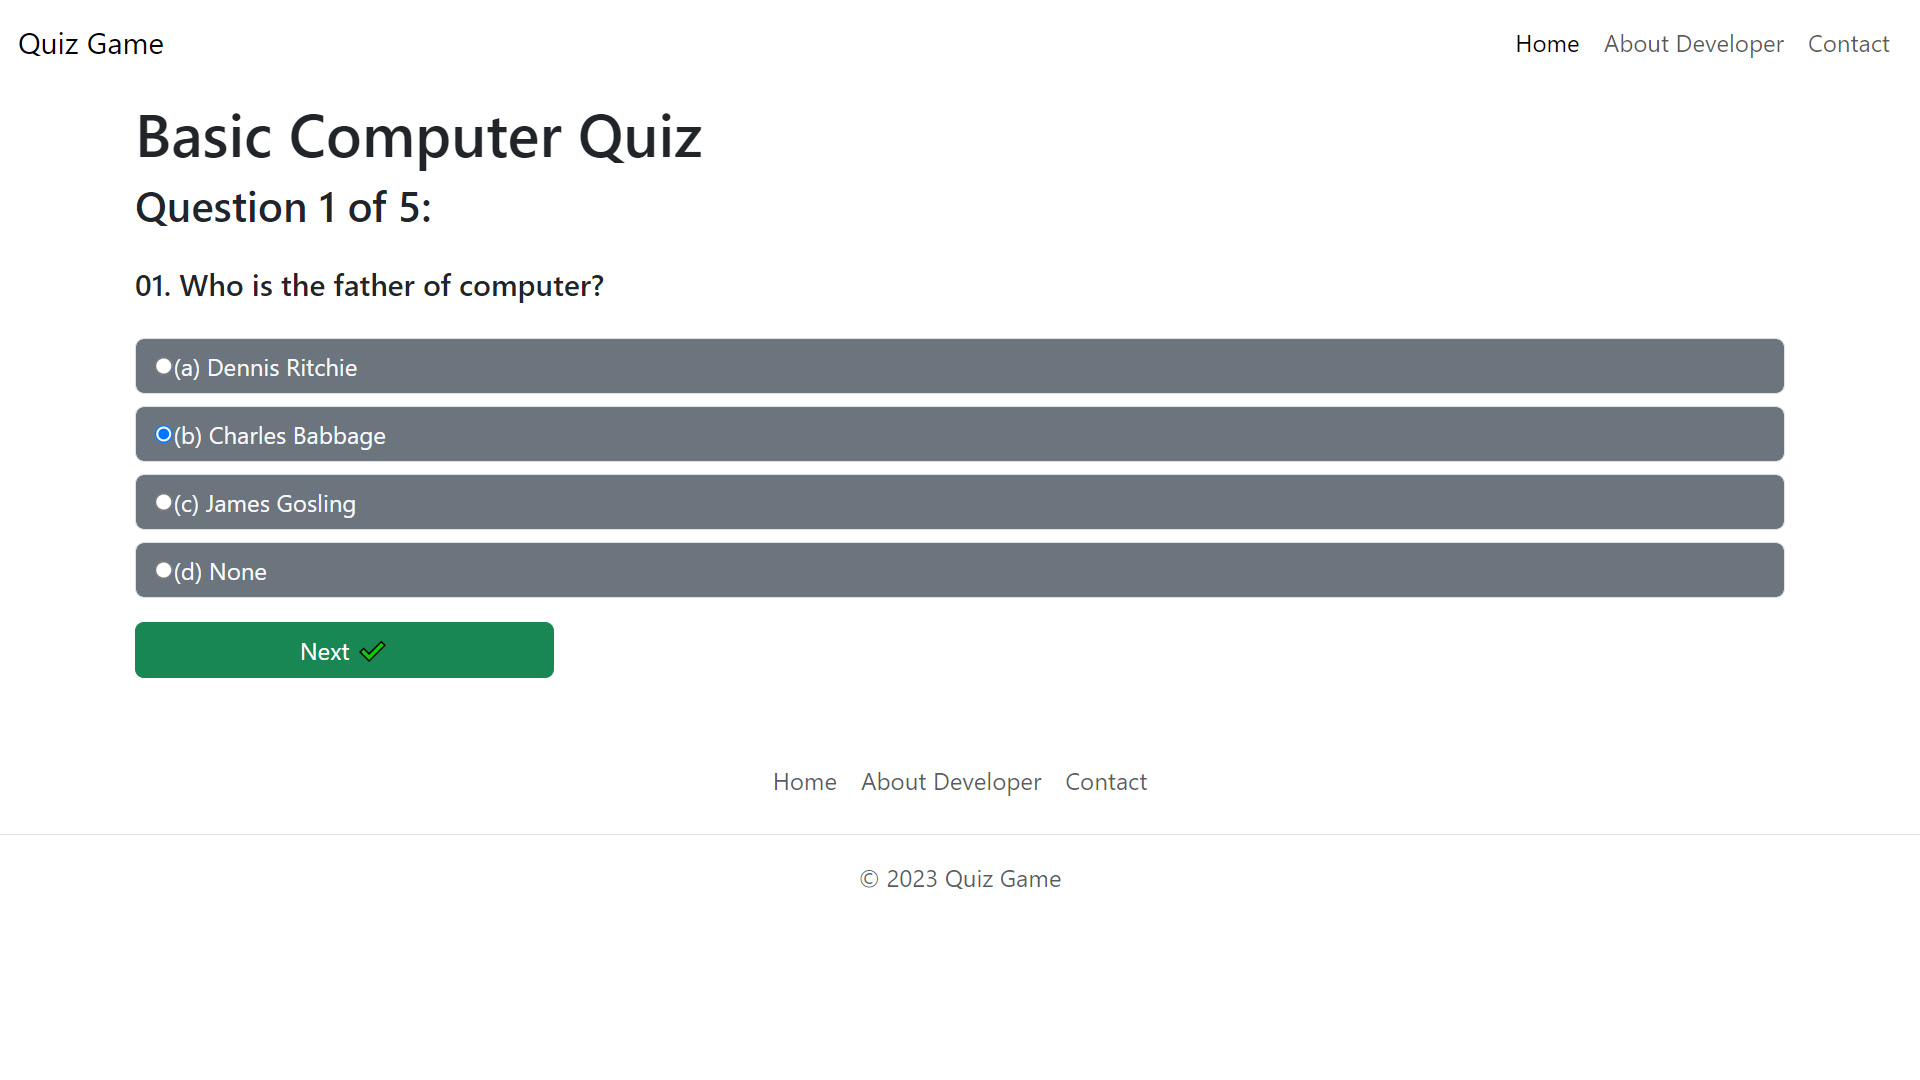 Quiz Game
Home About Developer Contact
Basic Computer Quiz
Question 1 of 5:
01. Who is the father of computer?
(a) Dennis Ritchie
(b) Charles Babbage
(c) James Gosling
(d) None
Next ✔
Home About Developer Contact
© 2023 Quiz Game